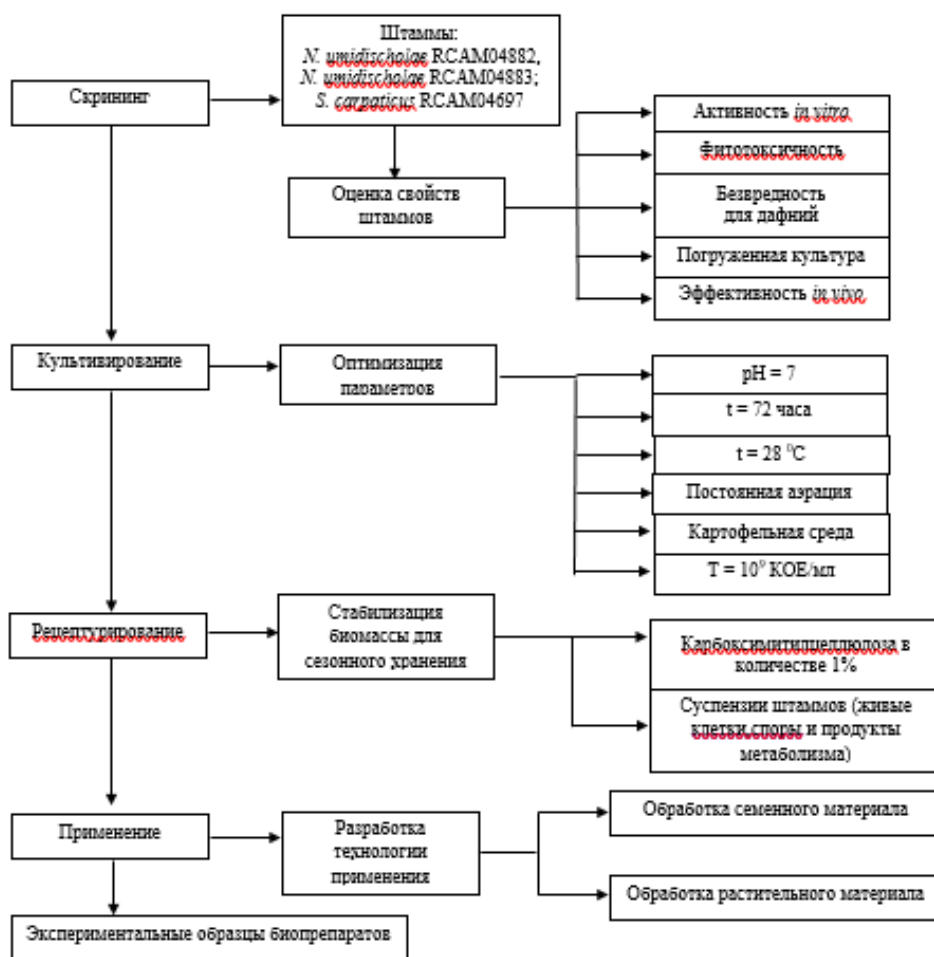 Штаммы:
N. umidischolae RCAM04882,
N. umidischolae RCAM04883;
S. carpaticus RCAM04697
Скрининг
Оценка свойств
штаммов
Активность in vitro
Фитотоксичность
Безвредность
для дафний
Погруженная культура
Эффективность in vivo
Культивирование
Оптимизация
параметров
pH = 7
t = 72 часа
t = 28 ⁰C
Постоянная аэрация
Картофельная среда
T = 10⁹ КОЕ/мл
Рецептурирование
Стабилизация
биомассы для
сезонного хранения
Карбоксимитилцеллюлоза в
количестве 1%
Суспензии штаммов (живые
клетки,споры и продукты
метаболизма)
Применение
Разработка
технологии
применения
Обработка семенного материала
Обработка растительного материала
Экспериментальные образцы биопрепаратов